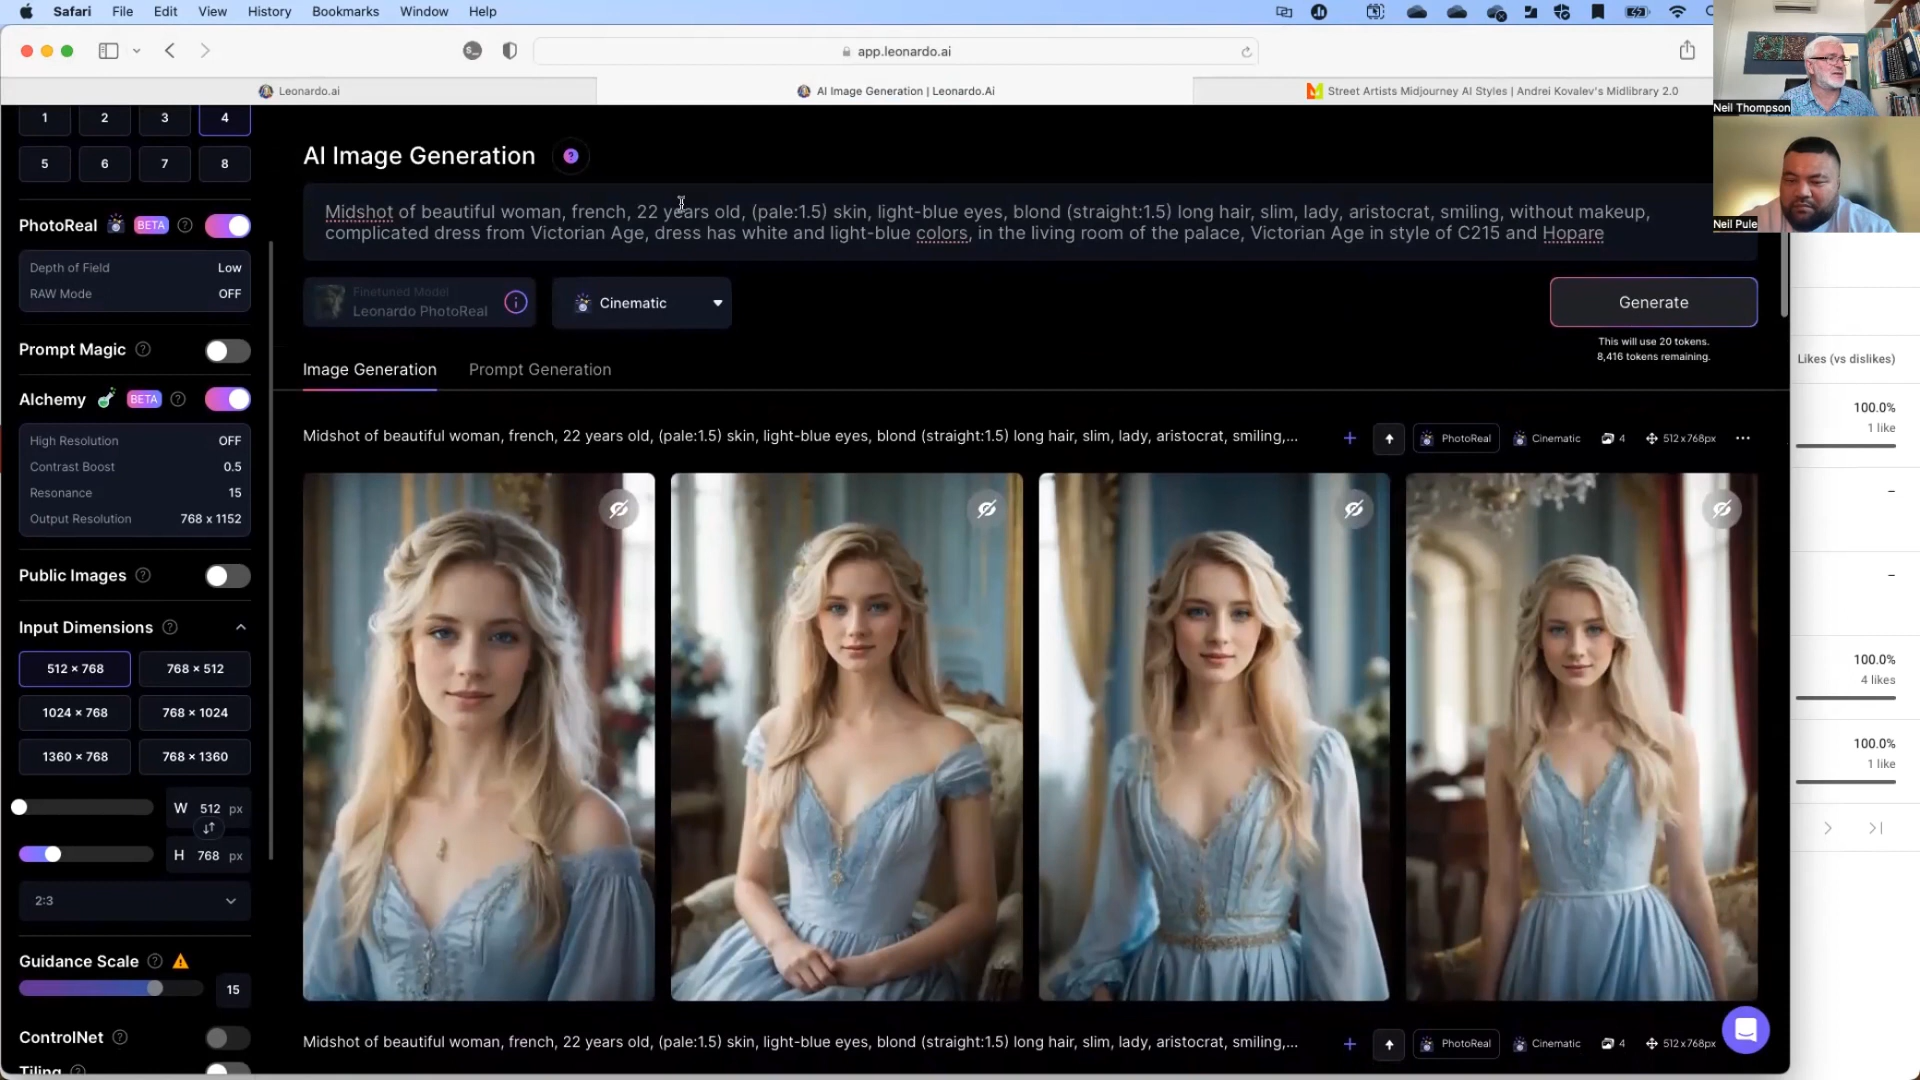 Safari File Edit View History Bookmarks Window Help
app.leonardo.ai
Leonardo.ai
AI Image Generation | Leonardo.Ai
Street Artists Midjourney AI Styles | Andrei Kovalev's Midlibrary 2.0
Neil Thompson
Neil Pule
1 2 3 4
5 6 7 8
PhotoReal BETA ?
Depth of Field Low
RAW Mode OFF
Prompt Magic ?
Alchemy BETA ?
High Resolution OFF
Contrast Boost 0.5
Resonance 15
Output Resolution 768 x 1152
Public Images ?
Input Dimensions ?
512 × 768 768 × 512
1024 × 768 768 × 1024
1360 × 768 768 × 1360
W 512 px
H 768 px
2:3
Guidance Scale ?
15
ControlNet ?
Tiling ?
AI Image Generation ?
Midshot of beautiful woman, french, 22 years old, (pale:1.5) skin, light-blue eyes, blond (straight:1.5) long hair, slim, lady, aristocrat, smiling, without makeup,
complicated dress from Victorian Age, dress has white and light-blue colors, in the living room of the palace, Victorian Age in style of C215 and Hopare
Finetuned Model
Leonardo PhotoReal
Cinematic
Generate
This will use 20 tokens.
8,416 tokens remaining.
Image Generation Prompt Generation
Midshot of beautiful woman, french, 22 years old, (pale:1.5) skin, light-blue eyes, blond (straight:1.5) long hair, slim, lady, aristocrat, smiling,...
PhotoReal Cinematic 4 512x768px
Midshot of beautiful woman, french, 22 years old, (pale:1.5) skin, light-blue eyes, blond (straight:1.5) long hair, slim, lady, aristocrat, smiling,...
PhotoReal Cinematic 4 512x768px
Likes (vs dislikes)
100.0%
1 like
–
–
100.0%
4 likes
100.0%
1 like